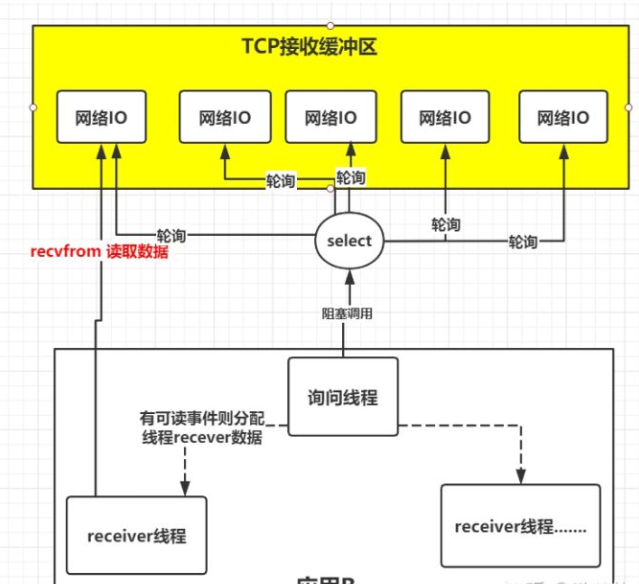 TCP接收缓冲区
网络IO
网络IO
网络IO
网络IO
网络IO
轮询
轮询
轮询
轮询
轮询
select
recvfrom 读取数据
阻塞调用
询问线程
有可读事件则分配
线程recever数据
receiver线程
receiver线程.......
应用B